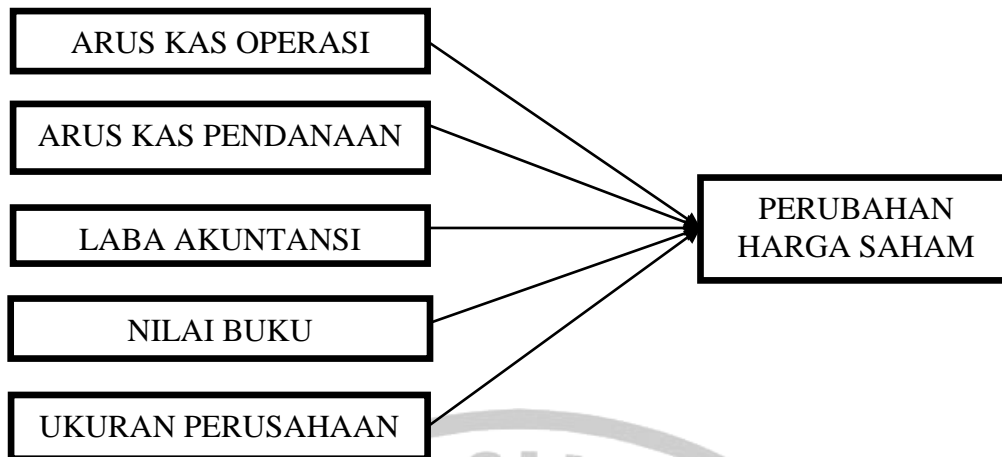 ARUS KAS OPERASI
ARUS KAS PENDANAAN
LABA AKUNTANSI
NILAI BUKU
UKURAN PERUSAHAAN
PERUBAHAN
HARGA SAHAM